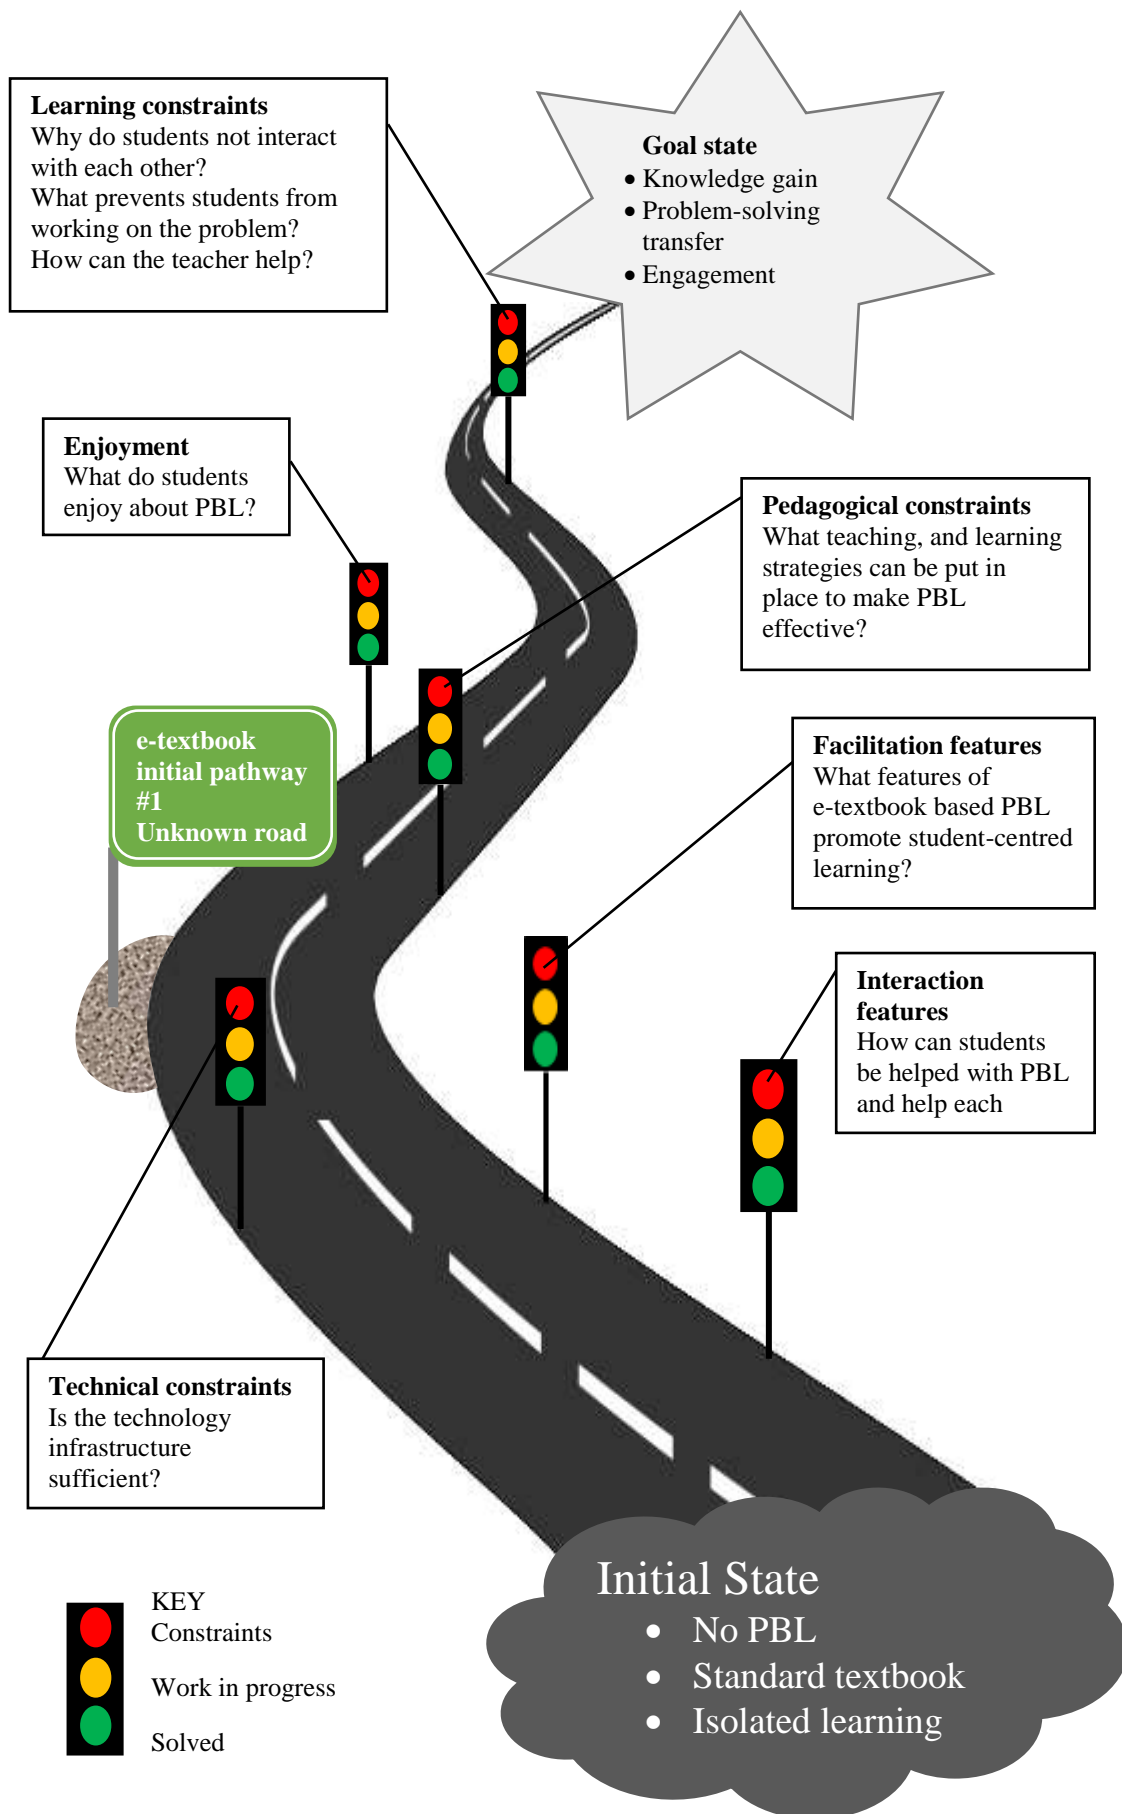 Learning constraints
Why do students not interact
with each other?
What prevents students from
working on the problem?
How can the teacher help?
Goal state
• Knowledge gain
• Problem-solving
transfer
• Engagement
Enjoyment
What do students
enjoy about PBL?
Pedagogical constraints
What teaching, and learning
strategies can be put in
place to make PBL
effective?
e-textbook
initial pathway
#1
Unknown road
Facilitation features
What features of
e-textbook based PBL
promote student-centred
learning?
Interaction
features
How can students
be helped with PBL
and help each
Technical constraints
Is the technology
infrastructure
sufficient?
Initial State
• No PBL
• Standard textbook
• Isolated learning
KEY
Constraints
Work in progress
Solved